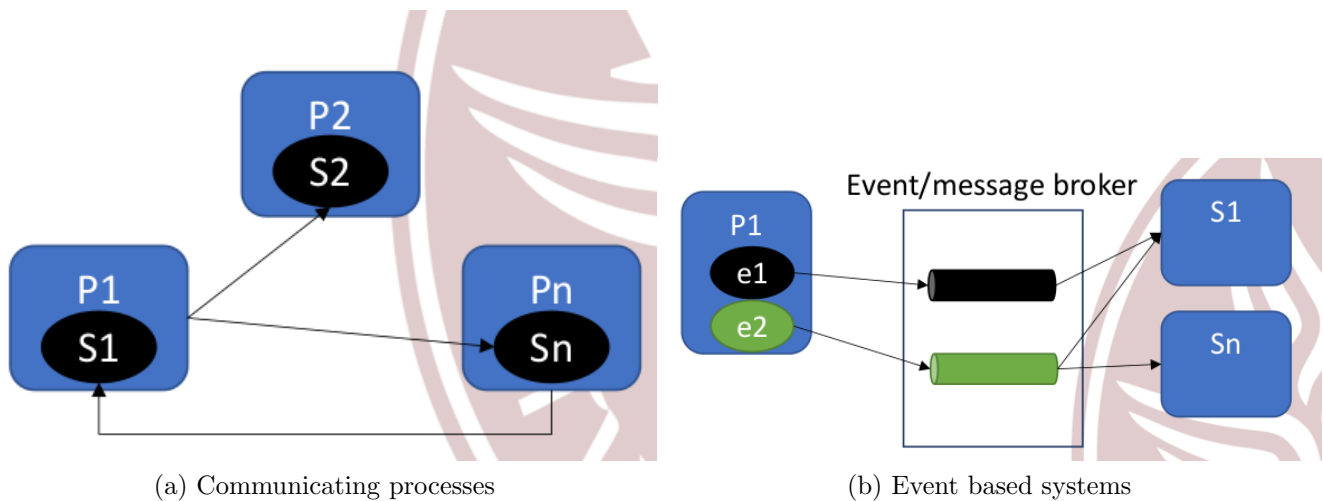 P2
S2
P1
S1
Pn
Sn
(a) Communicating processes
Event/message broker
P1
e1
e2
S1
Sn
(b) Event based systems